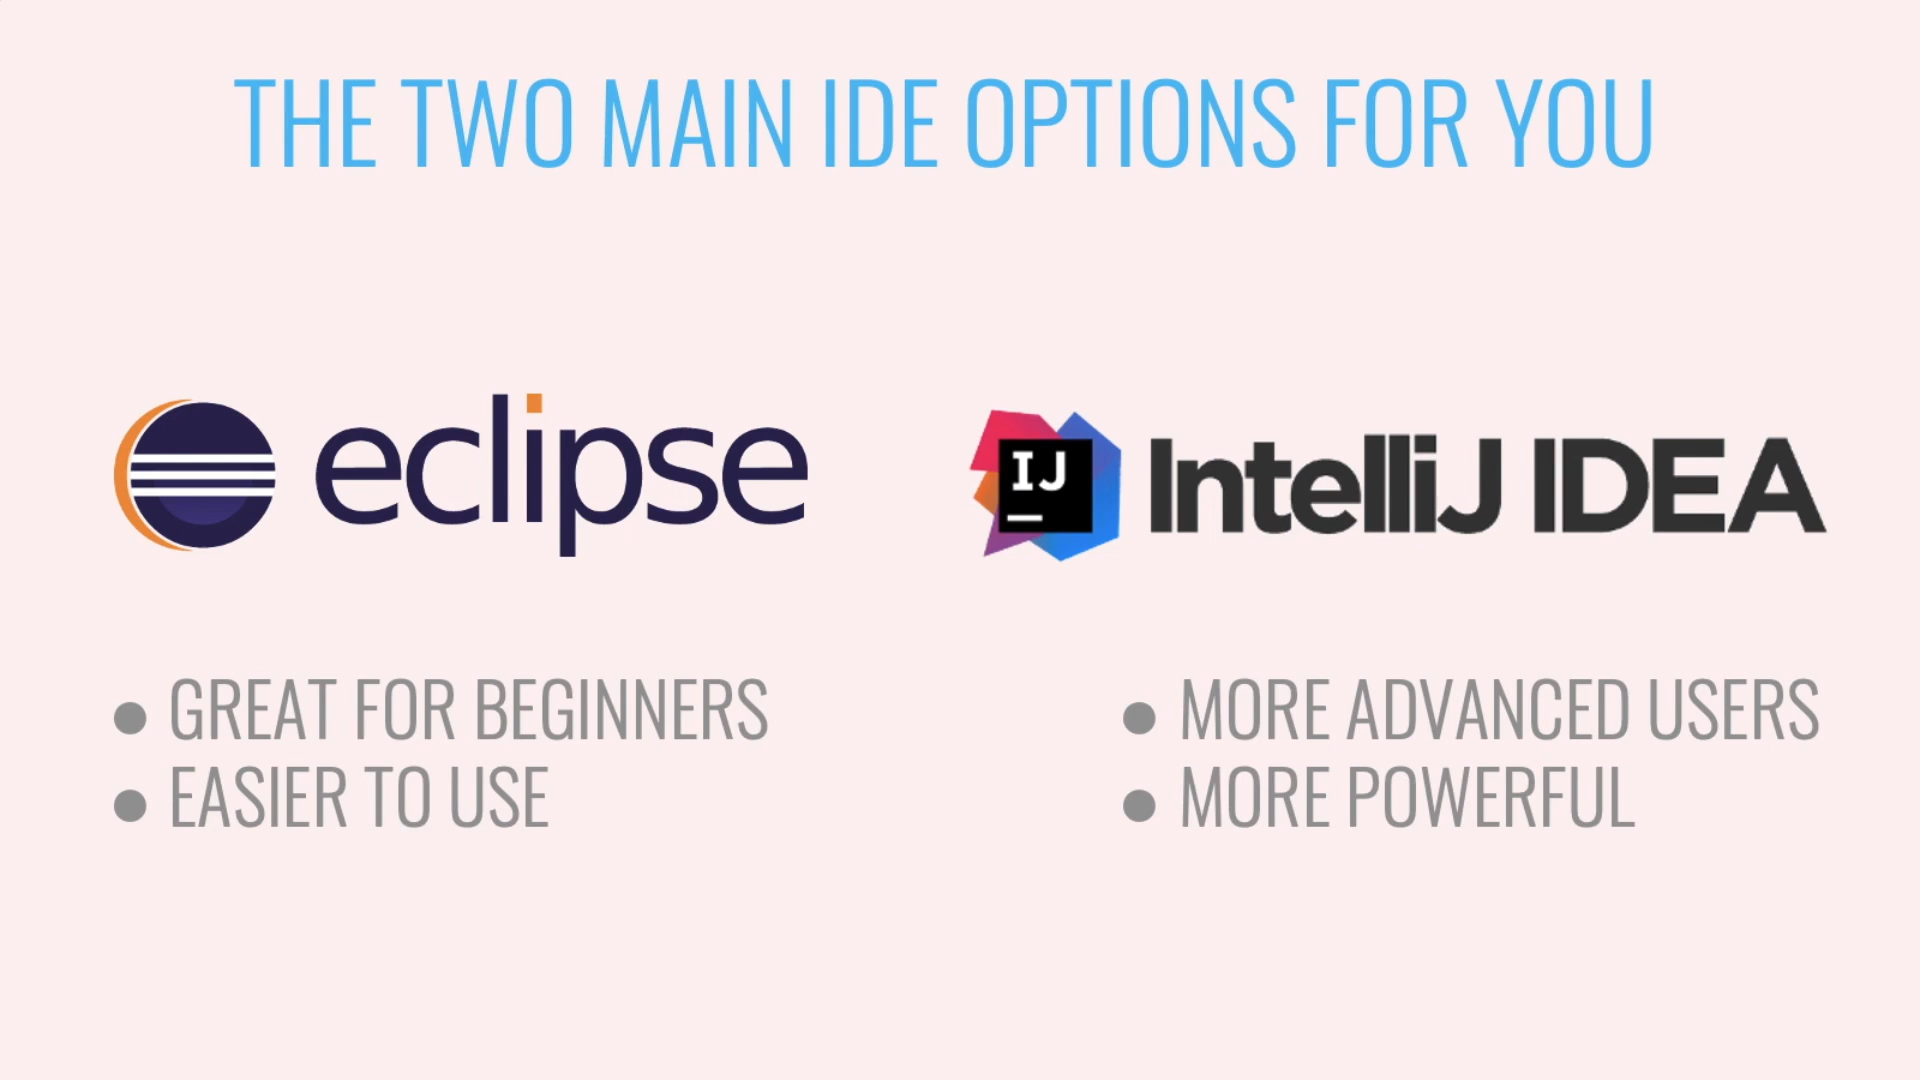 THE TWO MAIN IDE OPTIONS FOR YOU
eclipse
IJ IntelliJ IDEA
● GREAT FOR BEGINNERS
● EASIER TO USE
● MORE ADVANCED USERS
● MORE POWERFUL